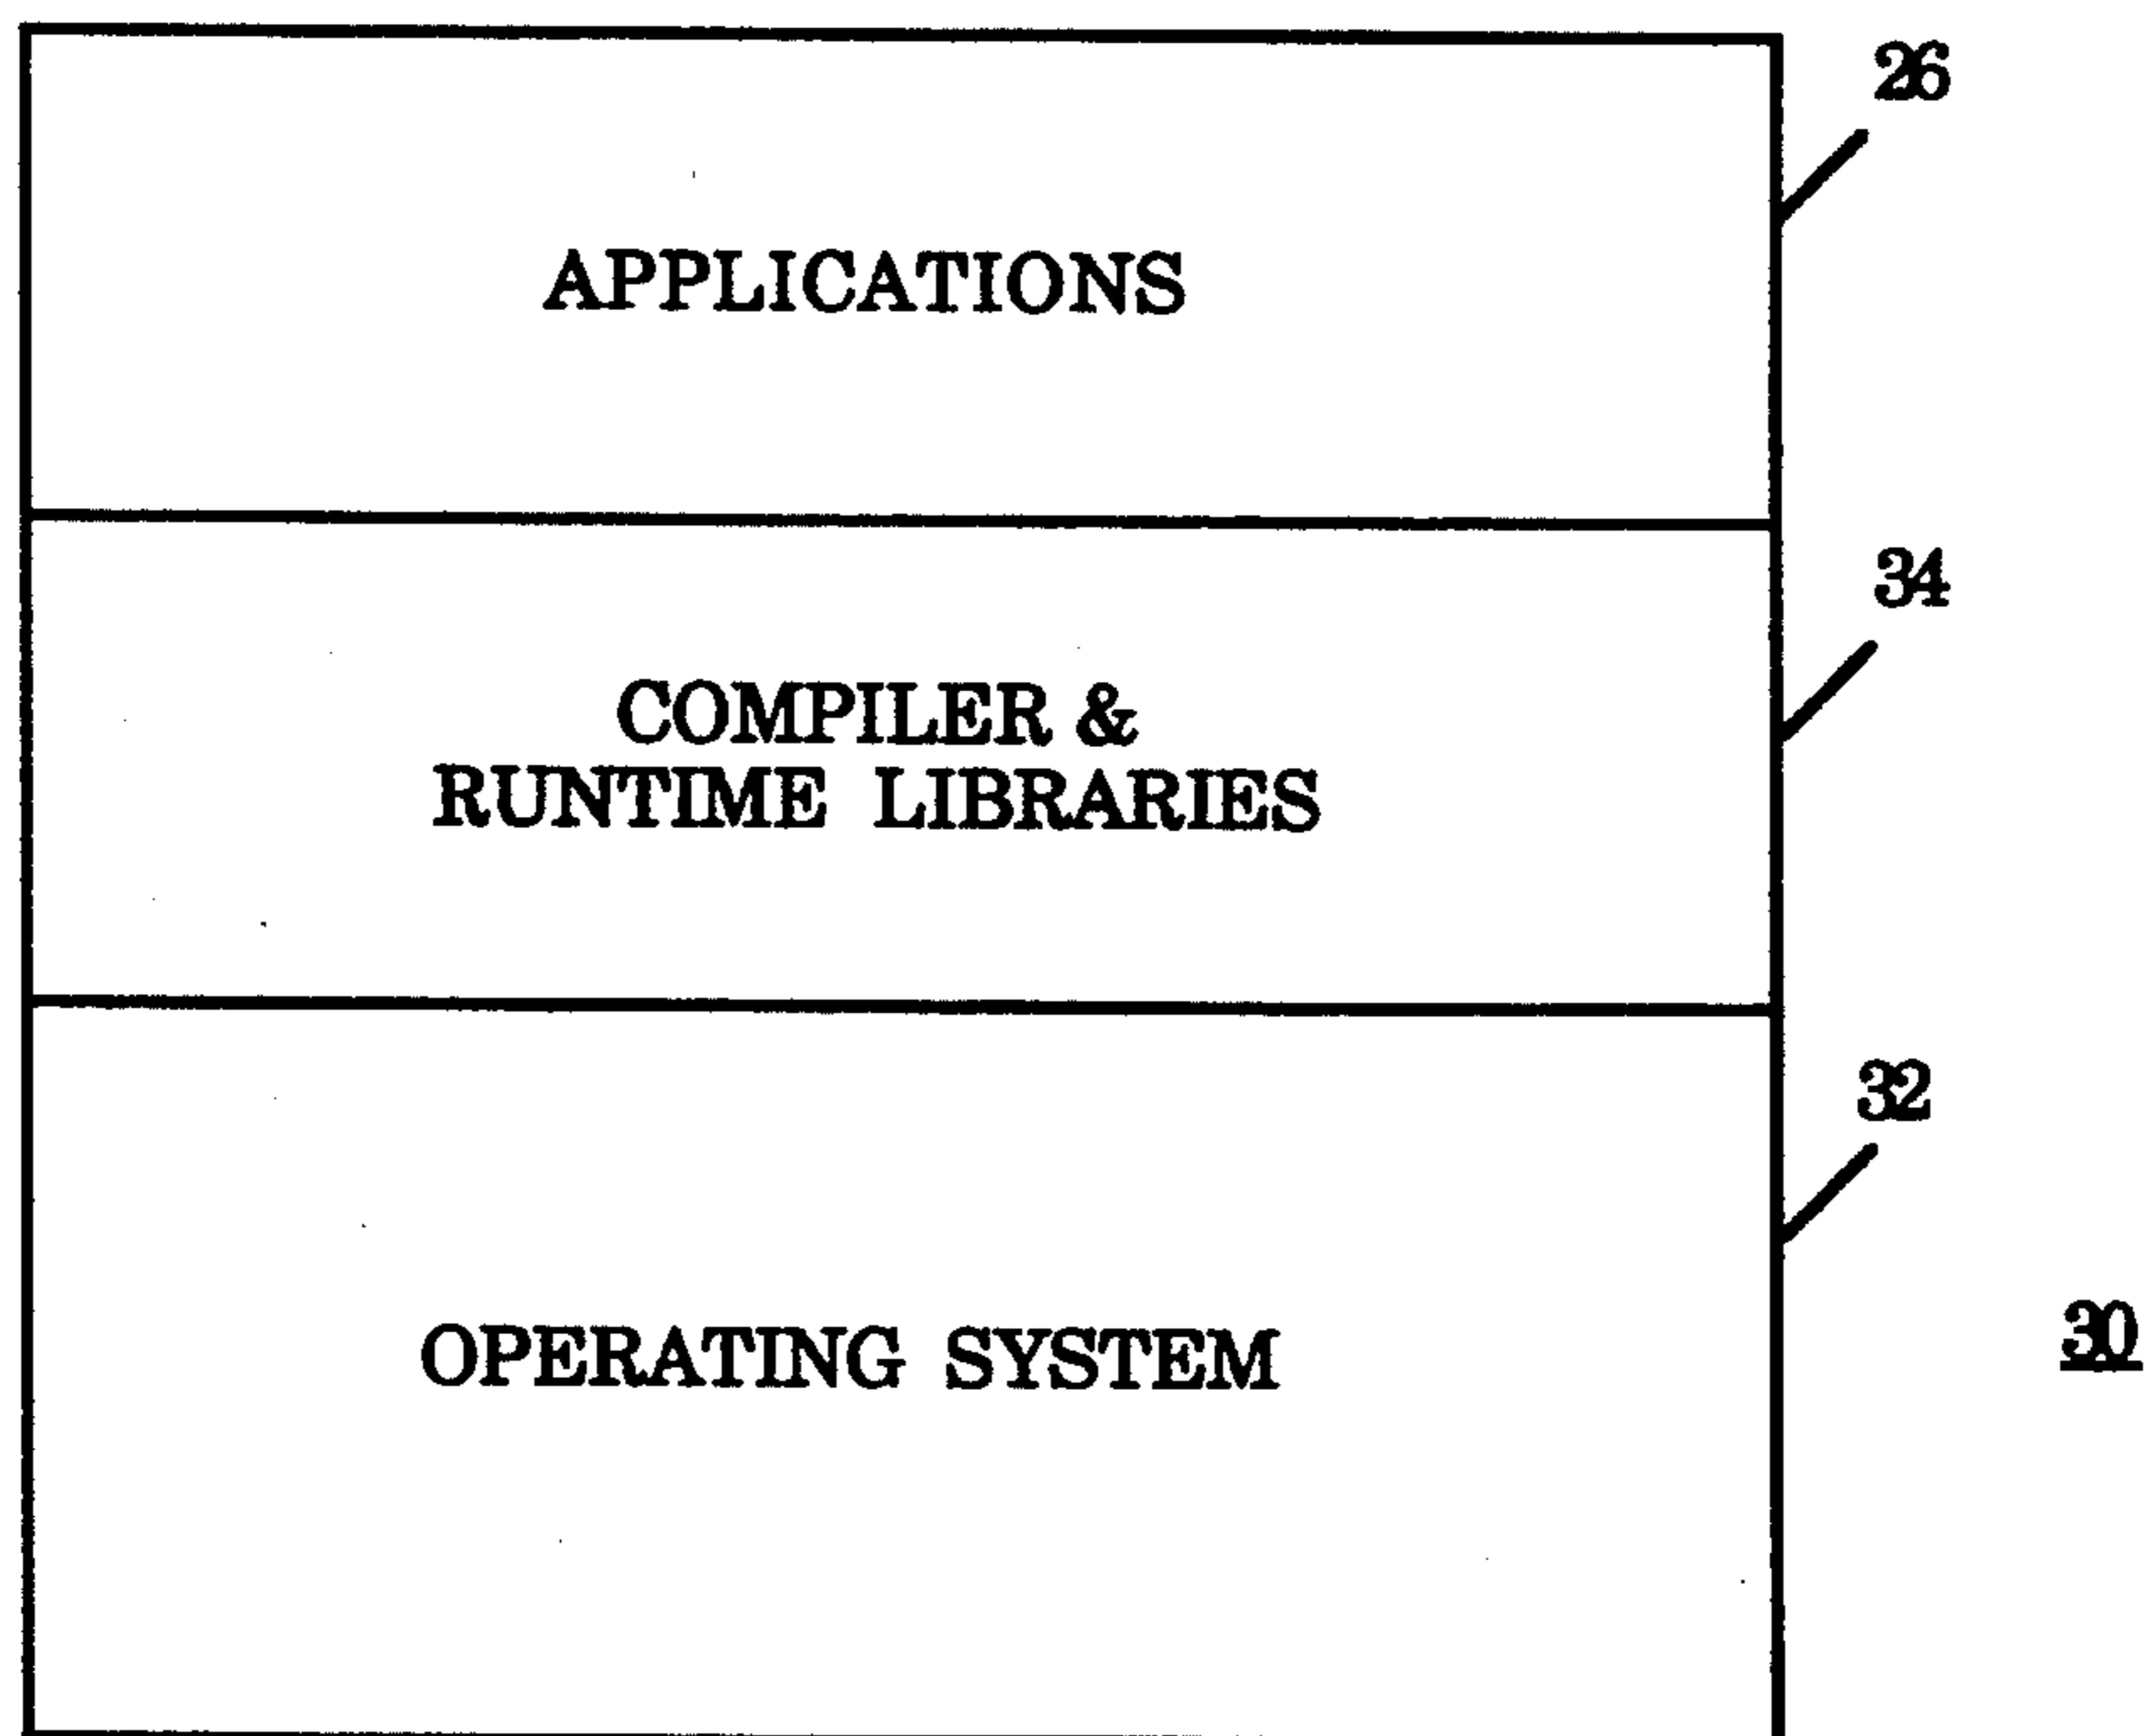 26
APPLICATIONS
34
COMPILER &
RUNTIME LIBRARIES
32
OPERATING SYSTEM
30